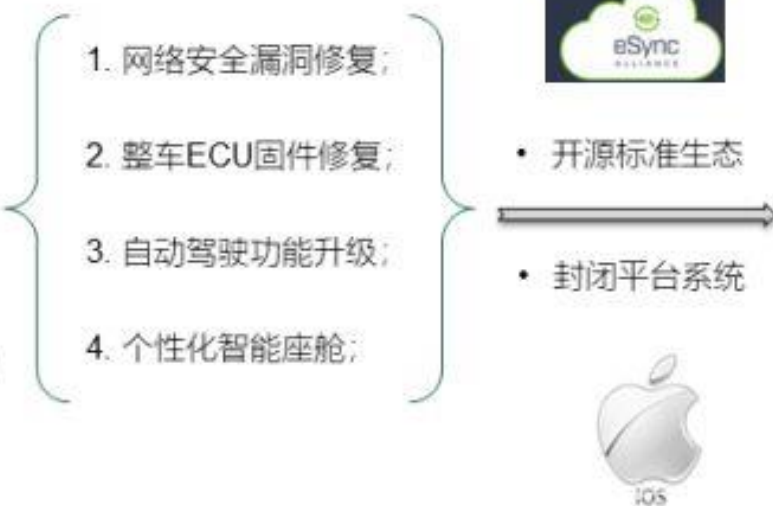 1. 网络安全漏洞修复;
2. 整车ECU固件修复;
3. 自动驾驶功能升级;
4. 个性化智能座舱;
eSync
ALLIANCE
• 开源标准生态
• 封闭平台系统
iOS